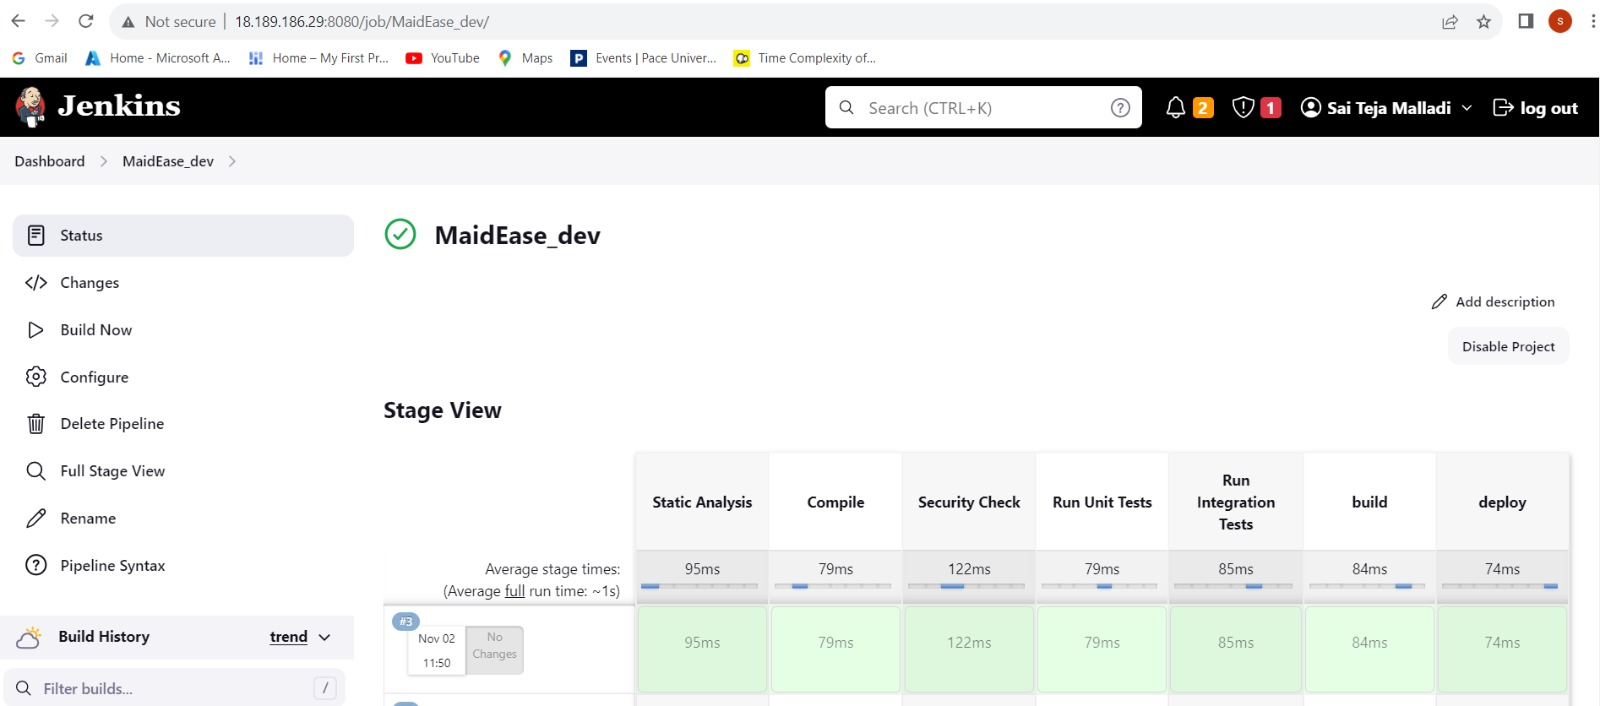 Not secure | 18.189.186.29:8080/job/MaidEase_dev/
S
Gmail
Home - Microsoft A...
Home – My First Pr...
YouTube
Maps
P
Events | Pace Univer...
Time Complexity of...
Jenkins
Search (CTRL+K)
?
2
1
Sai Teja Malladi
log out
Dashboard > MaidEase_dev >
Status
Changes
Build Now
Configure
Delete Pipeline
Full Stage View
Rename
? Pipeline Syntax
Build History
trend
Filter builds...
/
MaidEase_dev
Add description
Disable Project
Stage View
Static Analysis
Compile
Security Check
Run Unit Tests
Run
Integration
Tests
build
deploy
Average stage times:
(Average full run time: ~1s)
95ms
79ms
122ms
79ms
85ms
84ms
74ms
#3
Nov 02
11:50
No
Changes
95ms
79ms
122ms
79ms
85ms
84ms
74ms